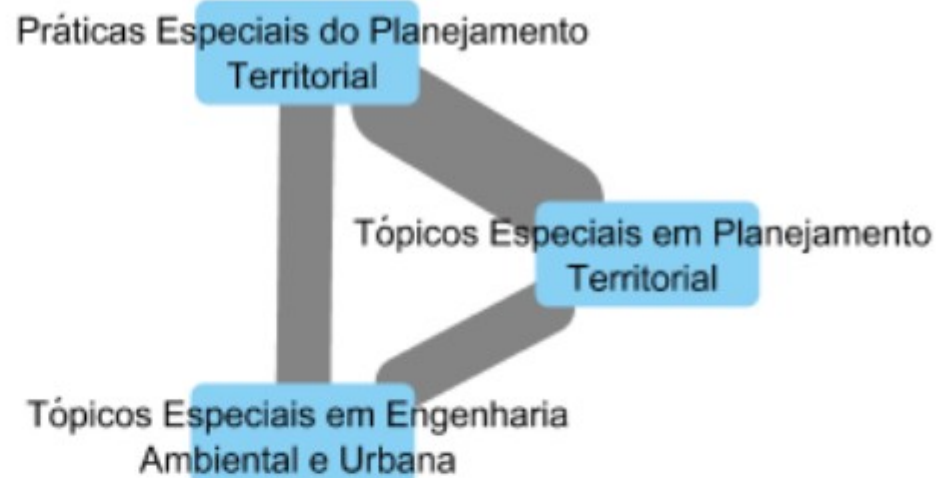 Práticas Especiais do Planejamento
Territorial
Tópicos Especiais em Planejamento
Territorial
Tópicos Especiais em Engenharia
Ambiental e Urbana